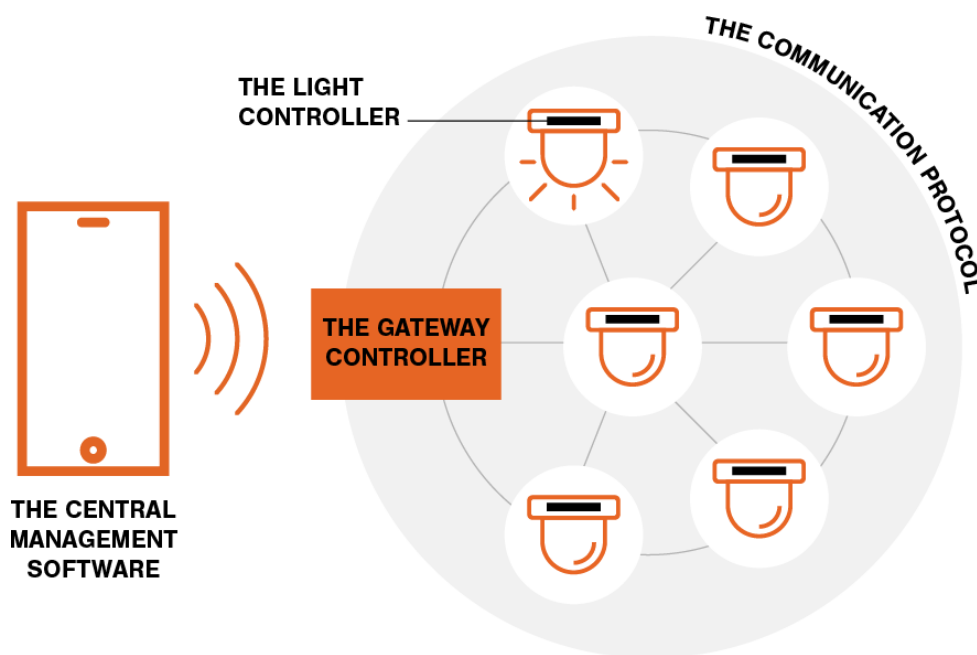 THE COMMUNICATION PROTOCOL
THE LIGHT
CONTROLLER
THE GATEWAY
CONTROLLER
THE CENTRAL
MANAGEMENT
SOFTWARE